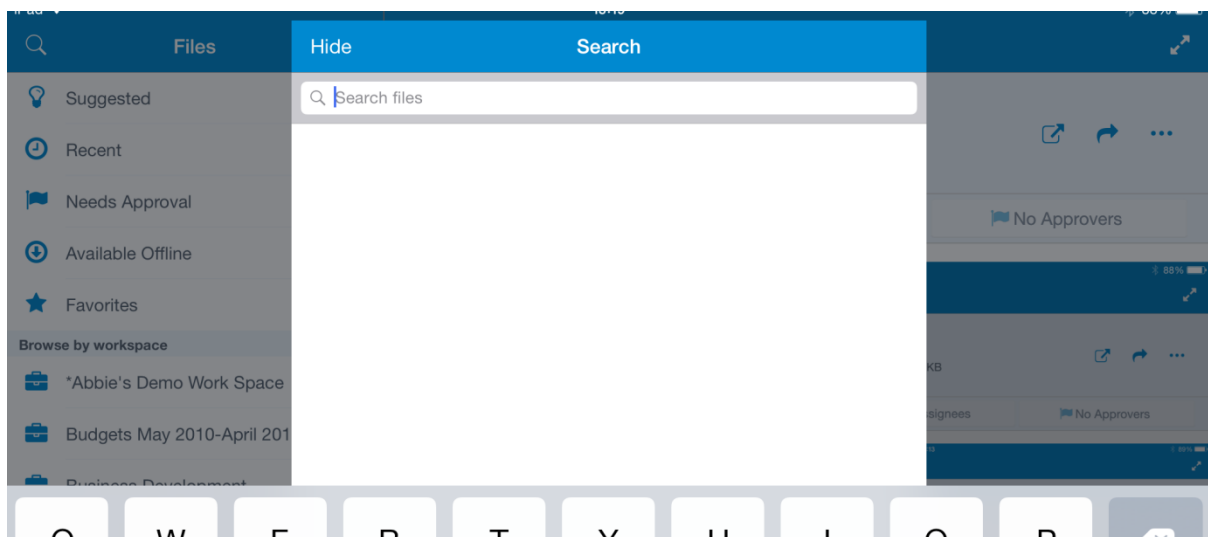 Files
Hide
Search
Suggested
Search files
Recent
Needs Approval
No Approvers
Available Offline
88%
Favorites
Browse by workspace
KB
*Abbie's Demo Work Space
No Approvers
Budgets May 2010-April 201